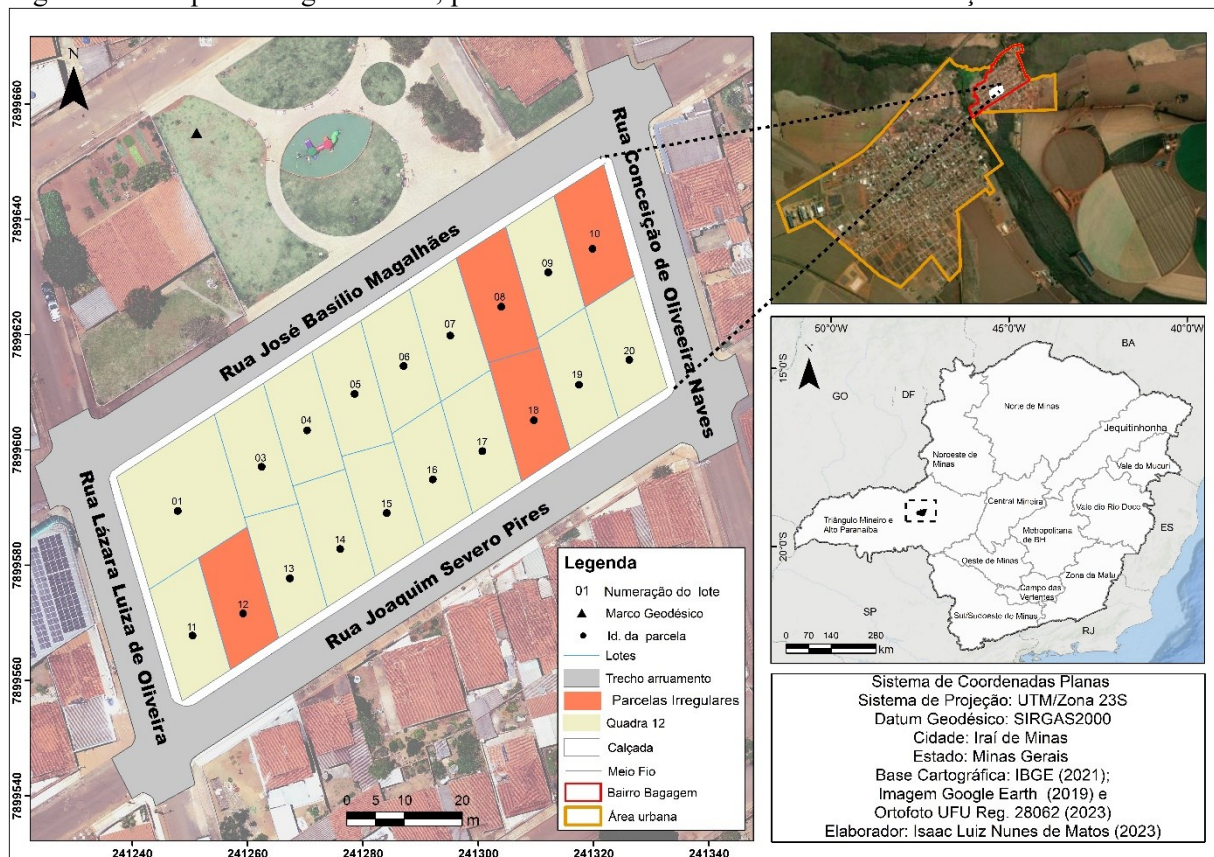 N
7899660
7899640
7899620
7899600
7899580
7899560
7899540
241240
241260
241280
241300
241320
241340
Rua José Basílio Magalhães
Rua Conceição de Oliveeira Naves
Rua Lázara Luiza de Oliveira
Rua Joaquim Severo Pires
01
03
04
05
06
07
08
09
10
11
12
13
14
15
16
17
18
19
20
0 5 10 20
m
Legenda
01 Numeração do lote
Marco Geodésico
Id. da parcela
Lotes
Trecho arruamento
Parcelas Irregulares
Quadra 12
Calçada
Meio Fio
Bairro Bagagem
Área urbana
50°0'W
45°0'W
40°0'W
15°0'S
20°0'S
N
BA
GO
DF
ES
SP
RJ
Norte de Minas
Jequitinhonha
Noroeste de
Minas
Vale do Mucuri
Central Mineira
Vale do Rio Doce
Triângulo Mineiro e
Alto Paranaíba
Metropolitana
de BH
Oeste de Minas
Zona da Mata
Campo das
Vertentes
Sul/Sudoeste de Minas
0 70 140 280
km
Sistema de Coordenadas Planas
Sistema de Projeção: UTM/Zona 23S
Datum Geodésico: SIRGAS2000
Cidade: Iraí de Minas
Estado: Minas Gerais
Base Cartográfica: IBGE (2021);
Imagem Google Earth (2019) e
Ortofoto UFU Reg. 28062 (2023)
Elaborador: Isaac Luiz Nunes de Matos (2023)